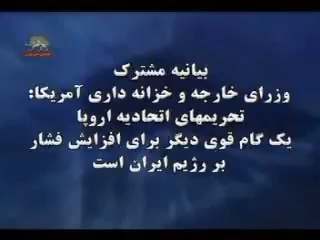 بیانیه مشترک
وزرای خارجه و خزانه داری آمریکا:
تحریمهای اتحادیه اروپا
یک گام قوی دیگر برای افزایش فشار
بر رژیم ایران است